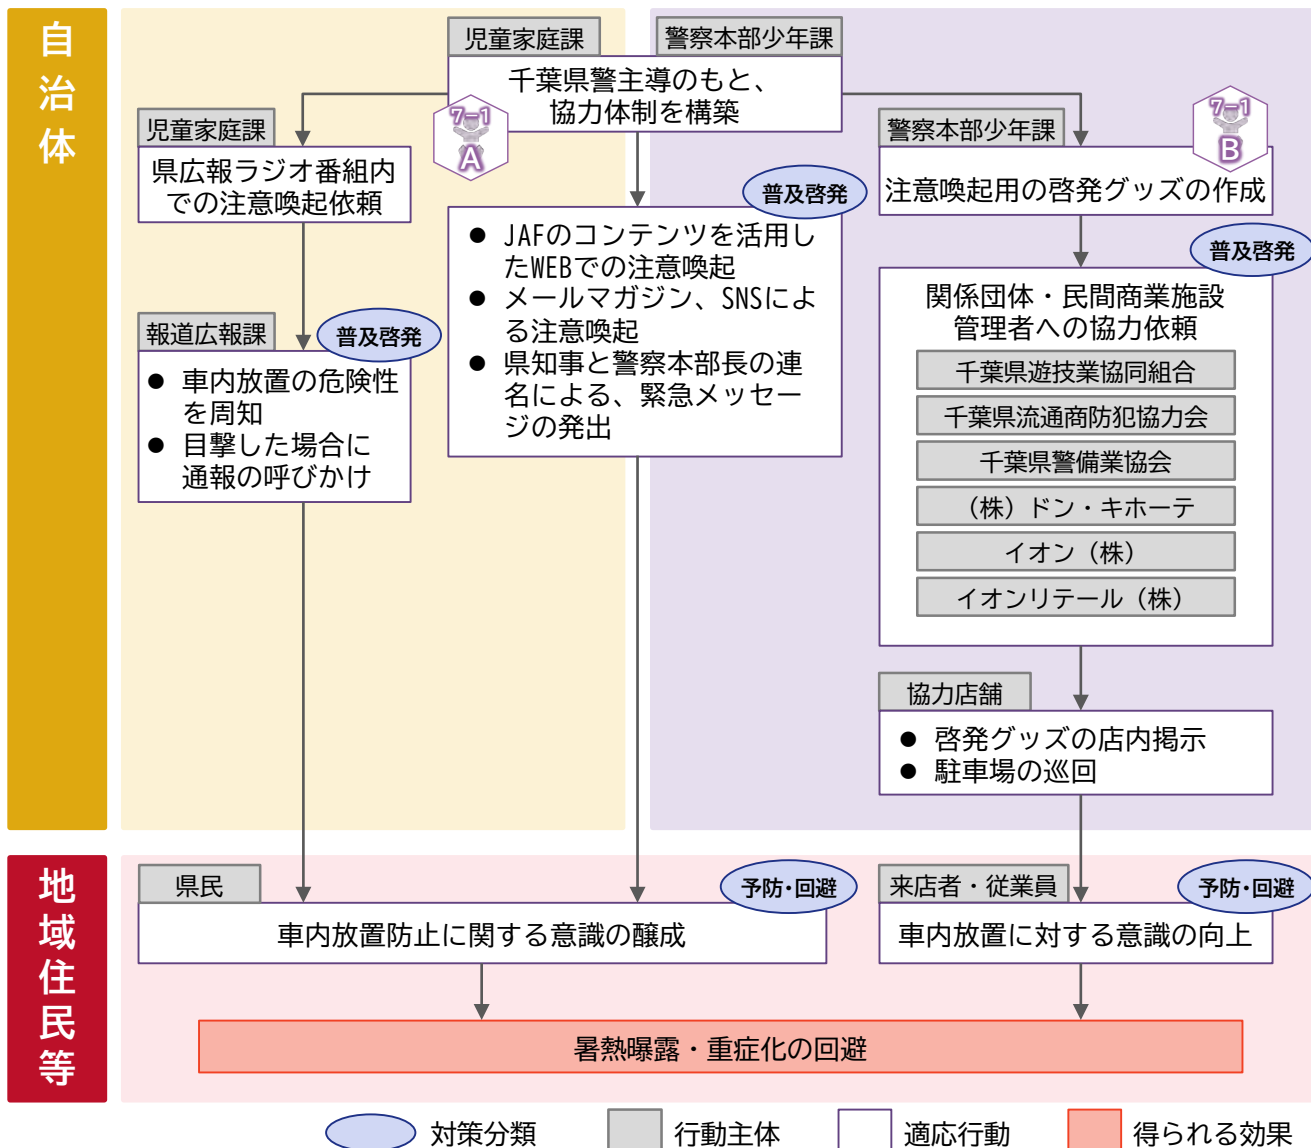 自治体
児童家庭課
警察本部少年課
千葉県警主導のもと、
協力体制を構築
7-1
A
児童家庭課
県広報ラジオ番組内
での注意喚起依頼
報道広報課
普及啓発
● 車内放置の危険性
を周知
● 目撃した場合に
通報の呼びかけ
普及啓発
● JAFのコンテンツを活用し
たWEBでの注意喚起
● メールマガジン、SNSによ
る注意喚起
● 県知事と警察本部長の連
名による、緊急メッセー
ジの発出
警察本部少年課
7-1
B
注意喚起用の啓発グッズの作成
普及啓発
関係団体・民間商業施設
管理者への協力依頼
千葉県遊技業協同組合
千葉県流通商防犯協力会
千葉県警備業協会
（株）ドン・キホーテ
イオン（株）
イオンリテール（株）
協力店舗
● 啓発グッズの店内掲示
● 駐車場の巡回
地域住民等
県民
予防・回避
車内放置防止に関する意識の醸成
来店者・従業員
予防・回避
車内放置に対する意識の向上
暑熱曝露・重症化の回避
対策分類
行動主体
適応行動
得られる効果